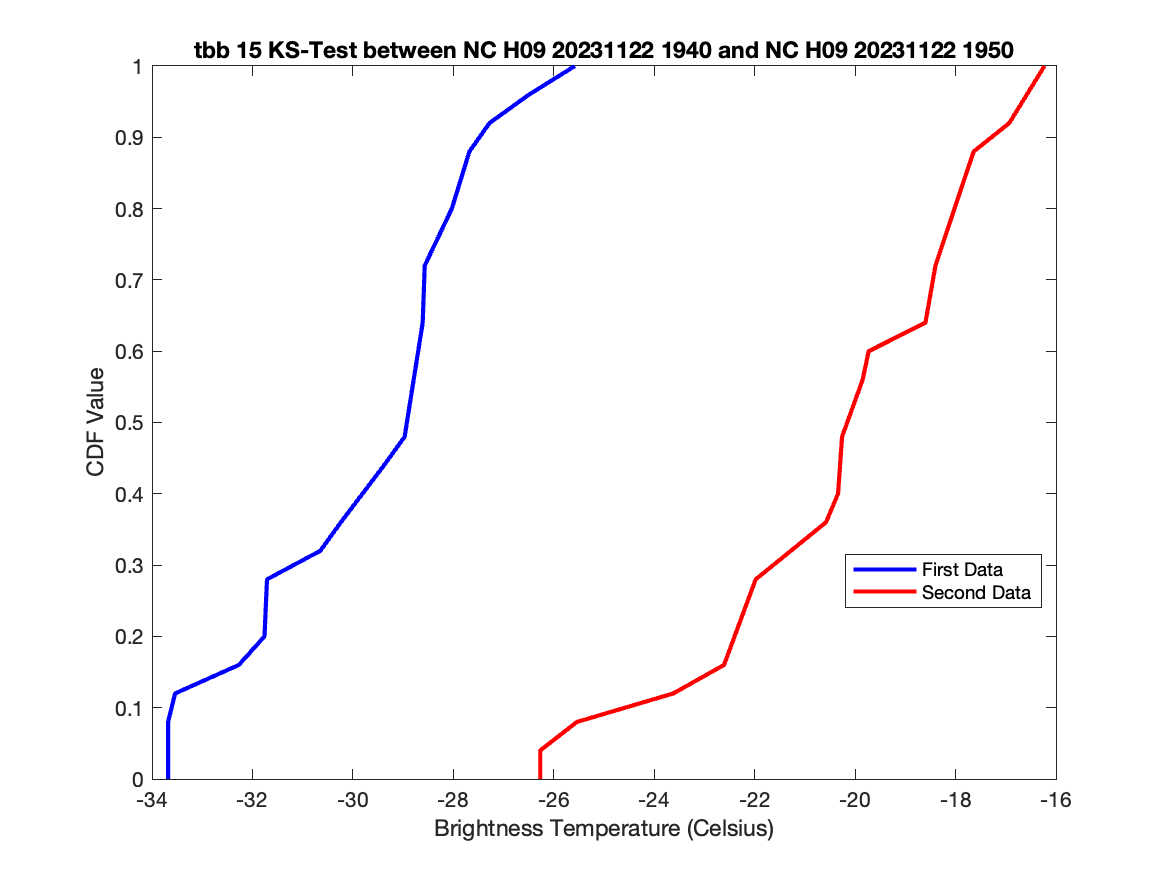 tbb 15 KS-Test between NC H09 20231122 1940 and NC H09 20231122 1950
1
0.9
0.8
0.7
0.6
0.5
0.4
0.3
0.2
0.1
0
CDF Value
First Data
Second Data
-34 -32 -30 -28 -26 -24 -22 -20 -18 -16
Brightness Temperature (Celsius)